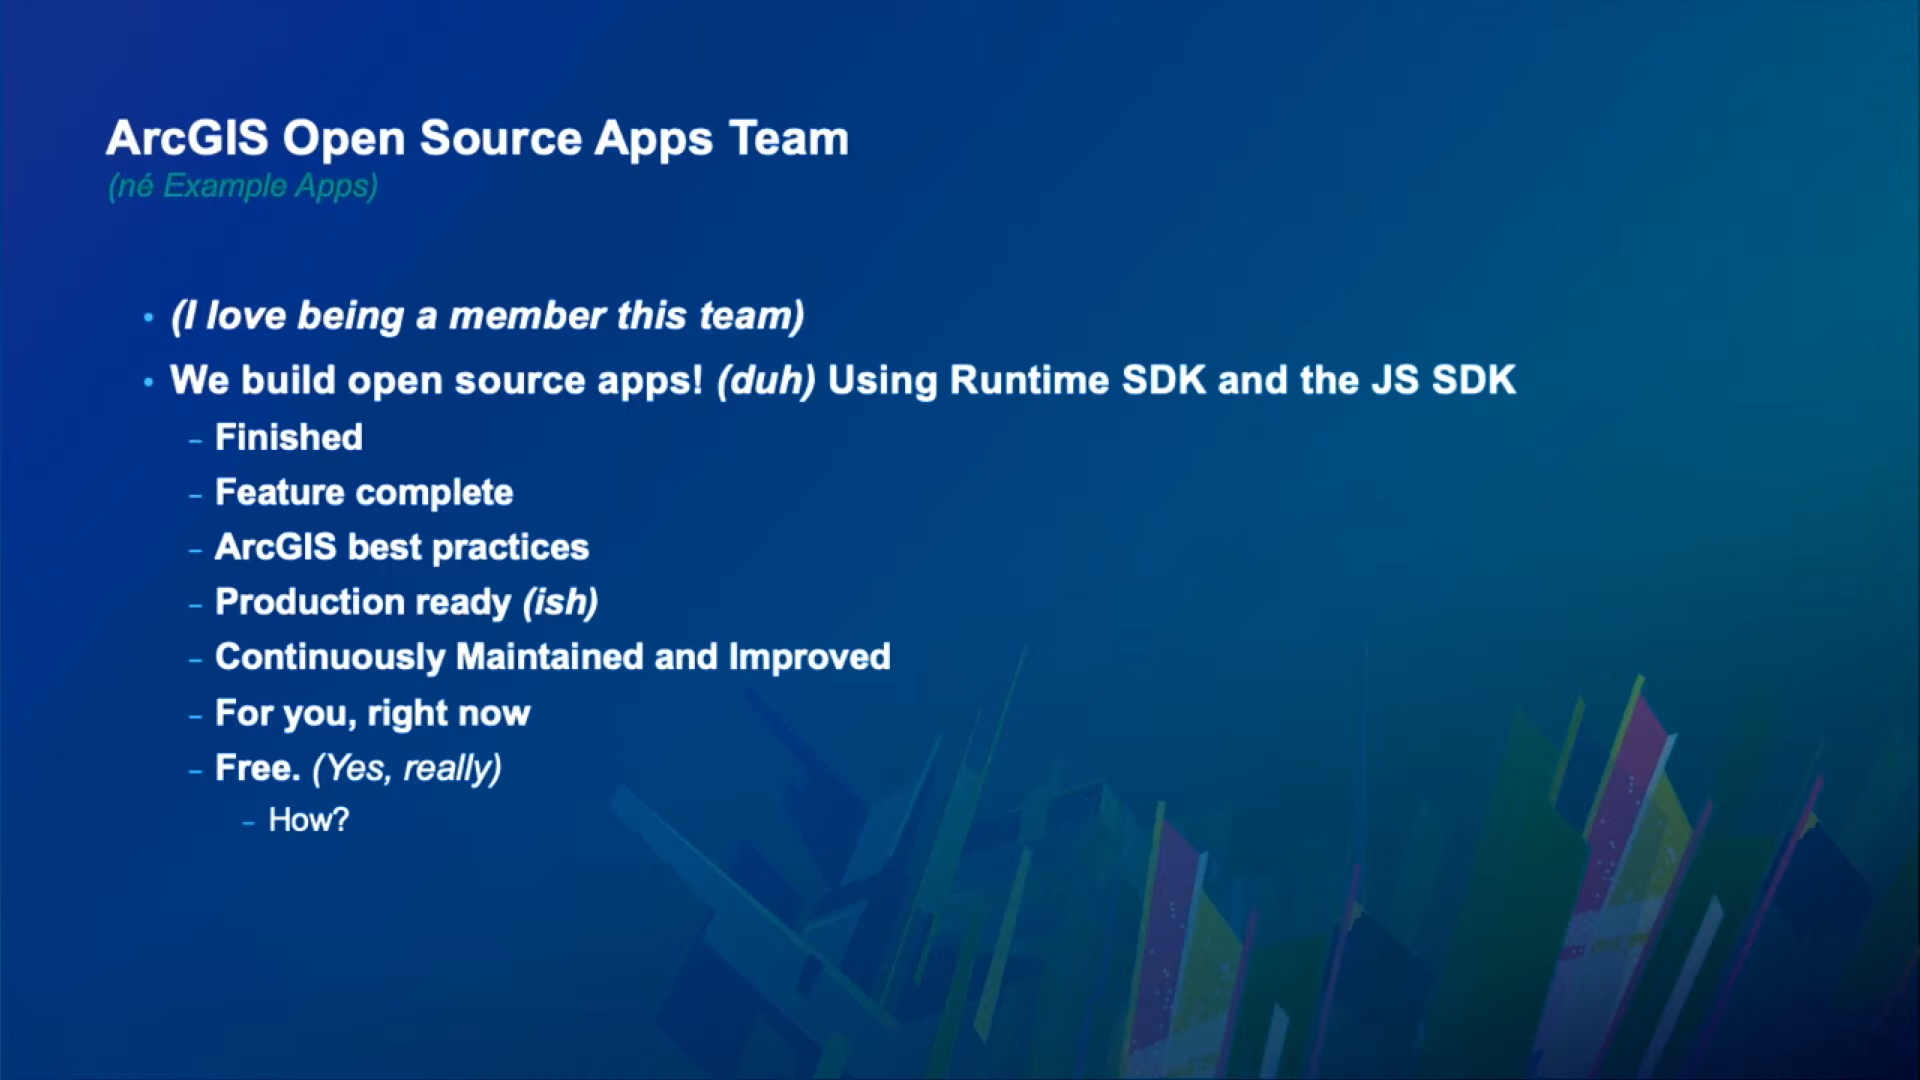 ArcGIS Open Source Apps Team
(né Example Apps)
• (I love being a member this team)
• We build open source apps! (duh) Using Runtime SDK and the JS SDK
– Finished
– Feature complete
– ArcGIS best practices
– Production ready (ish)
– Continuously Maintained and Improved
– For you, right now
– Free. (Yes, really)
– How?